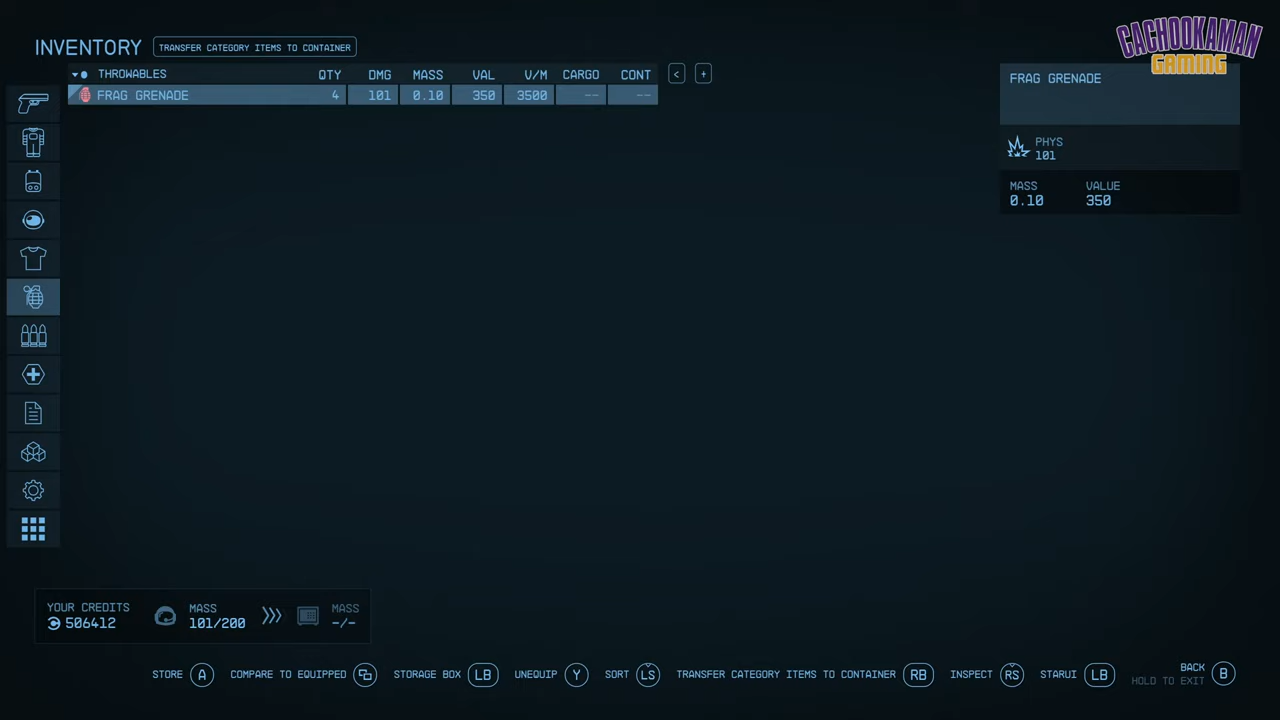 INVENTORY TRANSFER CATEGORY ITEMS TO CONTAINER
CACHOOKAMAN
GAMING
THROWABLES QTY DMG MASS VAL V/M CARGO CONT < +
FRAG GRENADE 4 101 0.10 350 3500 -- --
FRAG GRENADE
PHYS
101
MASS VALUE
0.10 350
YOUR CREDITS MASS MASS
506412 101/200 -/-
STORE A COMPARE TO EQUIPPED STORAGE BOX LB UNEQUIP Y SORT LS TRANSFER CATEGORY ITEMS TO CONTAINER RB INSPECT RS STARUI LB BACK B
HOLD TO EXIT